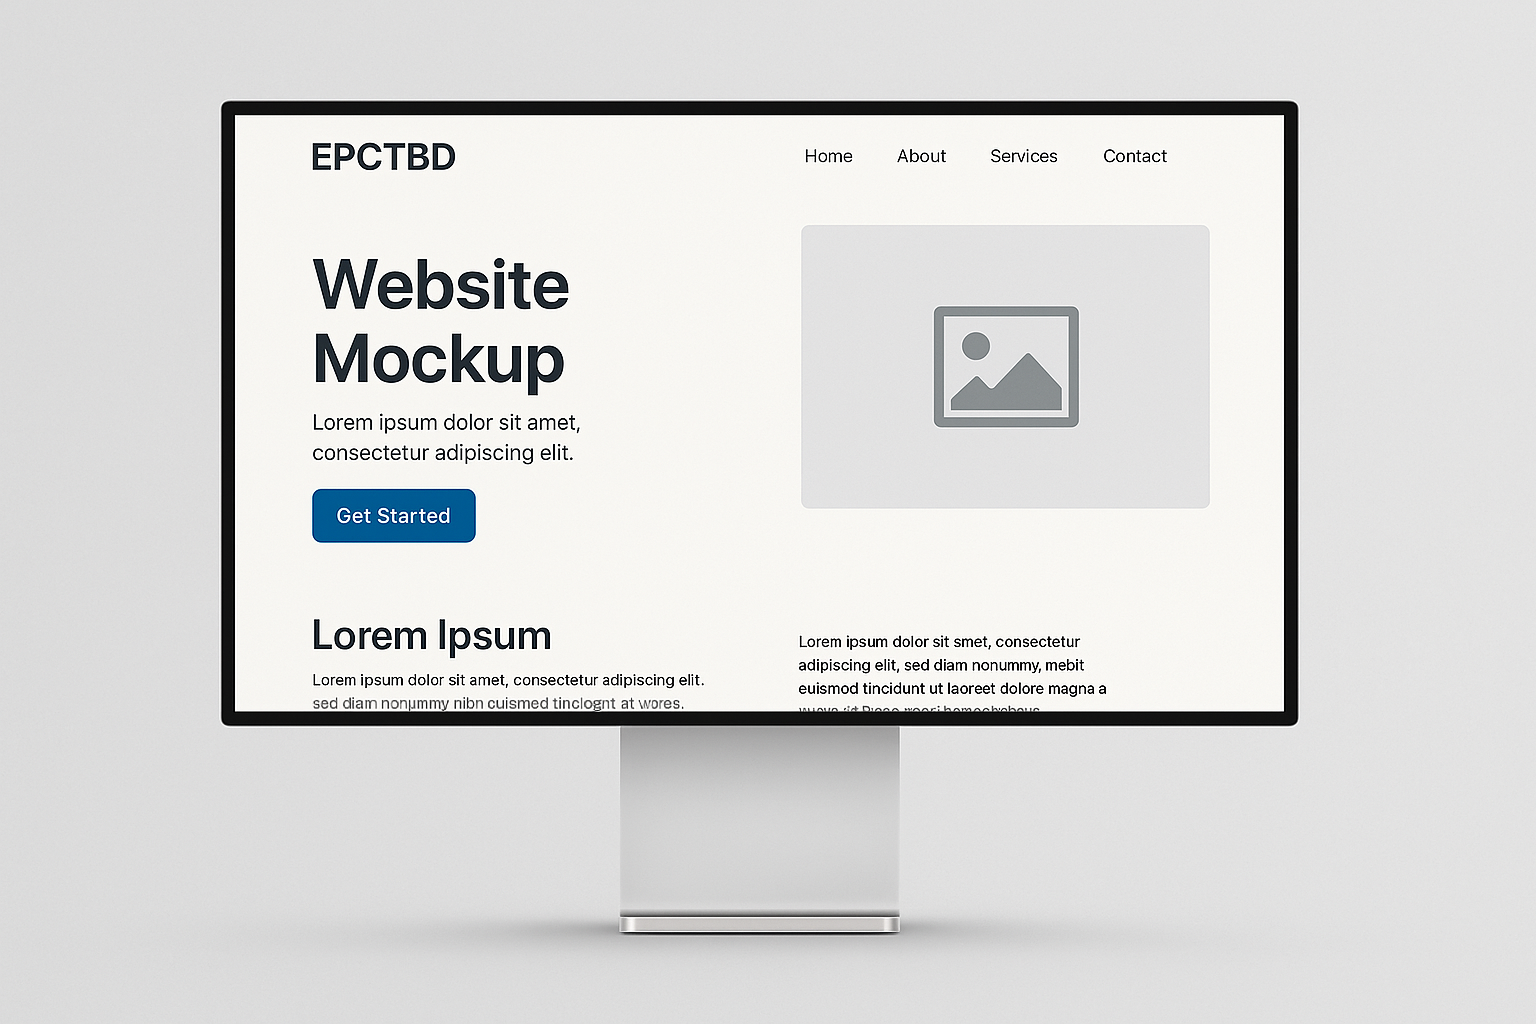 EPCTBD
Home About Services Contact
Website
Mockup
Lorem ipsum dolor sit amet,
consectetur adipiscing elit.
Get Started
Lorem Ipsum
Lorem ipsum dolor sit amet, consectetur adipiscing elit.
sed diam nonpmmy nibn cuismed tinclognt at wores.
Lorem ipsum dolor sit smet, consectetur
adipiscing elit, sed diam nonummy, mebit
euismod tincidunt ut laoreet dolore magna a